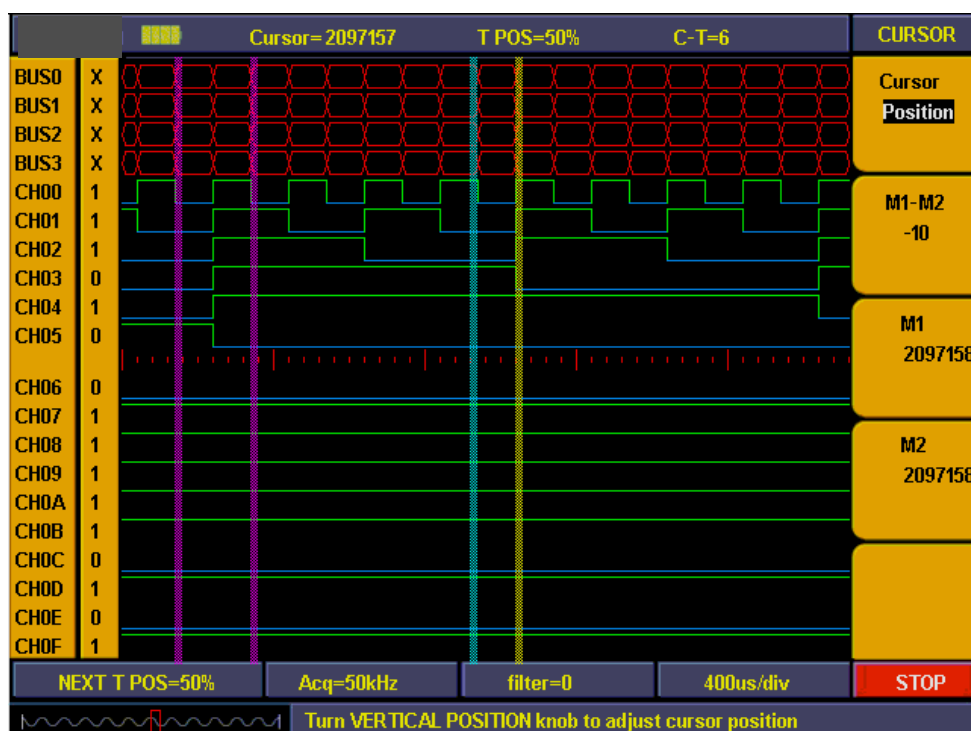 Cursor=2097157 T POS=50% C-T=6 CURSOR
BUS0 X
BUS1 X
BUS2 X
BUS3 X
CH00 1
CH01 1
CH02 1
CH03 0
CH04 1
CH05 0
CH06 0
CH07 1
CH08 1
CH09 1
CH0A 1
CH0B 1
CH0C 0
CH0D 1
CH0E 0
CH0F 1
Cursor
Position
M1-M2
-10
M1
2097158
M2
2097158
NEXT T POS=50% Acq=50kHz filter=0 400us/div STOP
Turn VERTICAL POSITION knob to adjust cursor position